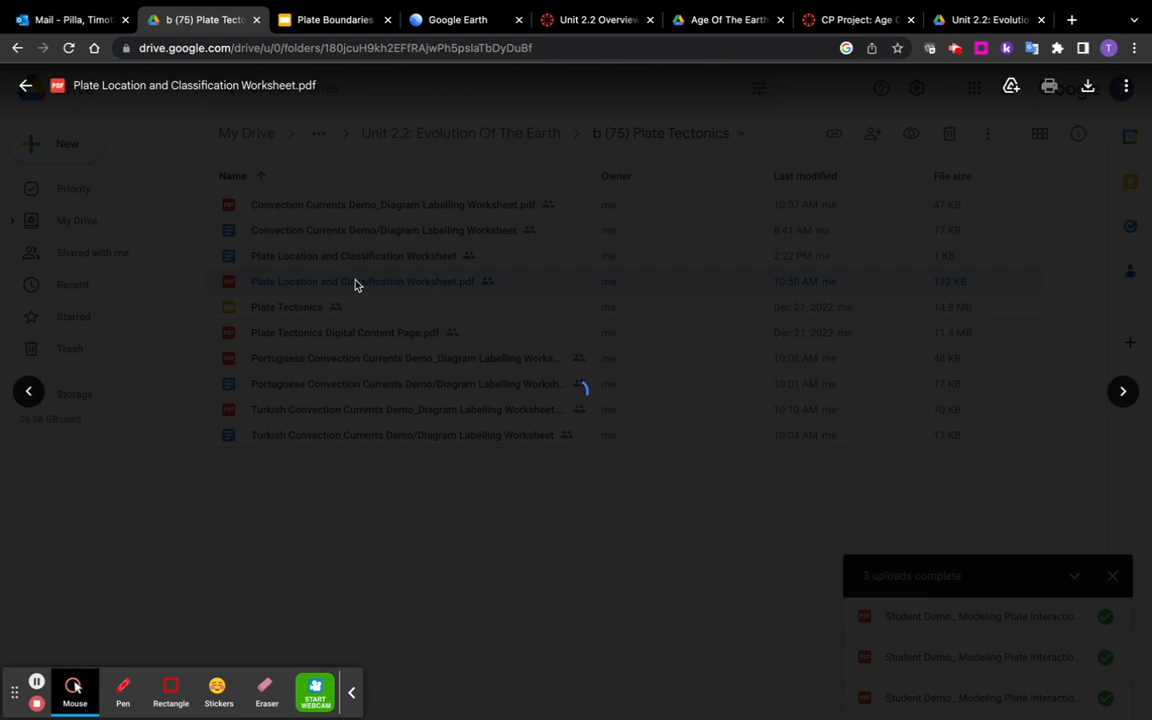 Mail - Pilla, Timot
b (75) Plate Tecto
Plate Boundaries
Google Earth
Unit 2.2 Overview
Age Of The Earth
CP Project: Age O
Unit 2.2: Evolutio
drive.google.com/drive/u/0/folders/180jcuH9kh2EFfRAjwPh5psIaTbDyDuBf
T
PDF Plate Location and Classification Worksheet.pdf
Drive
New
My Drive
Unit 2.2: Evolution Of The Earth
b (75) Plate Tectonics
Name
Owner
Last modified
File size
Priority
My Drive
Shared with me
Recent
Starred
Trash
Storage
26.58 GB used
Convection Currents Demo_Diagram Labelling Worksheet.pdf me 10:07 AM me 47 KB
Convection Currents Demo/Diagram Labelling Worksheet me 8:41 AM me 17 KB
Plate Location and Classification Worksheet me 2:22 PM me 1 KB
Plate Location and Classification Worksheet.pdf me 10:50 AM me 132 KB
Plate Tectonics me Dec 21, 2022 me 14.8 MB
Plate Tectonics Digital Content Page.pdf me Dec 21, 2022 me 11.4 MB
Portuguese Convection Currents Demo_Diagram Labelling Works... me 10:08 AM me 48 KB
Portuguese Convection Currents Demo/Diagram Labelling Worksh... me 10:01 AM me 17 KB
Turkish Convection Currents Demo_Diagram Labelling Worksheet... me 10:10 AM me 70 KB
Turkish Convection Currents Demo/Diagram Labelling Worksheet me 10:04 AM me 17 KB
3 uploads complete
Student Demo_ Modeling Plate Interactio...
Student Demo_ Modeling Plate Interactio...
Student Demo_ Modeling Plate Interactio...
Mouse
Pen
Rectangle
Stickers
Eraser
START
WEBCAM